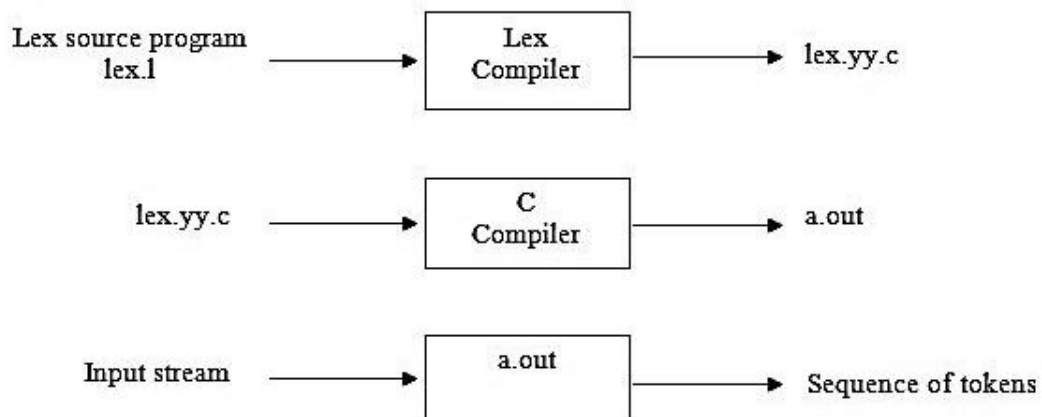 Lex source program
lex.l
Lex
Compiler
lex.yy.c
lex.yy.c
C
Compiler
a.out
Input stream
a.out
Sequence of tokens